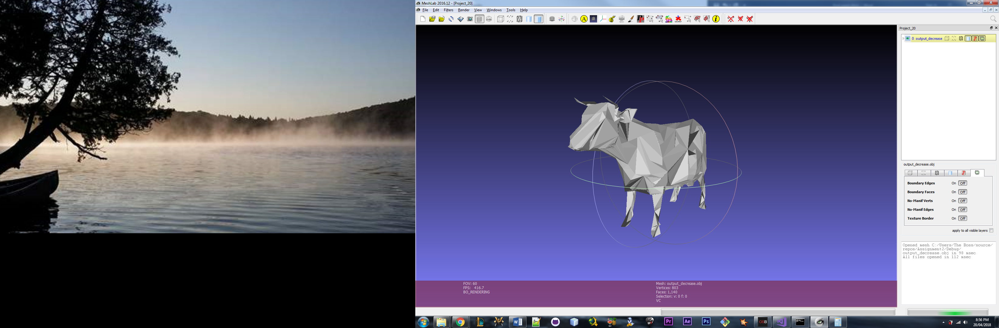 MeshLab 2016.12 - [Project_20]
File Edit Filters Render View Windows Tools Help
A
PP
GEOREF
i
Project_20
0 output_decrease
output_decrease.obj
Boundary Edges On Off
Boundary Faces On Off
No-Manif Verts On Off
No-Manif Edges On Off
Texture Border On Off
apply to all visible layers
Opened mesh C:/Users/The Boss/source/
repos/Assignment2/Debug/
output_decrease.obj in 98 msec
All files opened in 112 msec
FOV: 60
FPS: 416.7
BO_RENDERING
Mesh: output_decrease.obj
Vertices: 803
Faces: 1,140
Selection: v: 0 f: 0
VC
W
Pr
Ae
Ps
OSB
8:56 PM
20/04/2018